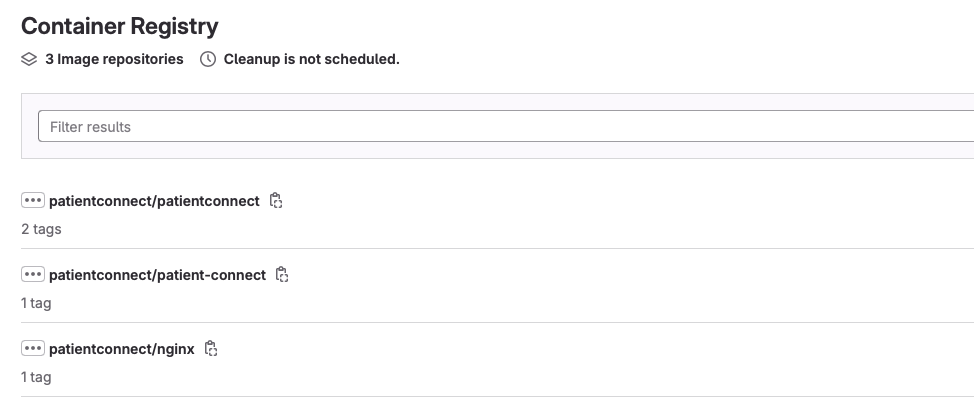 Container Registry
3 Image repositories Cleanup is not scheduled.
Filter results
patientconnect/patientconnect
2 tags
patientconnect/patient-connect
1 tag
patientconnect/nginx
1 tag